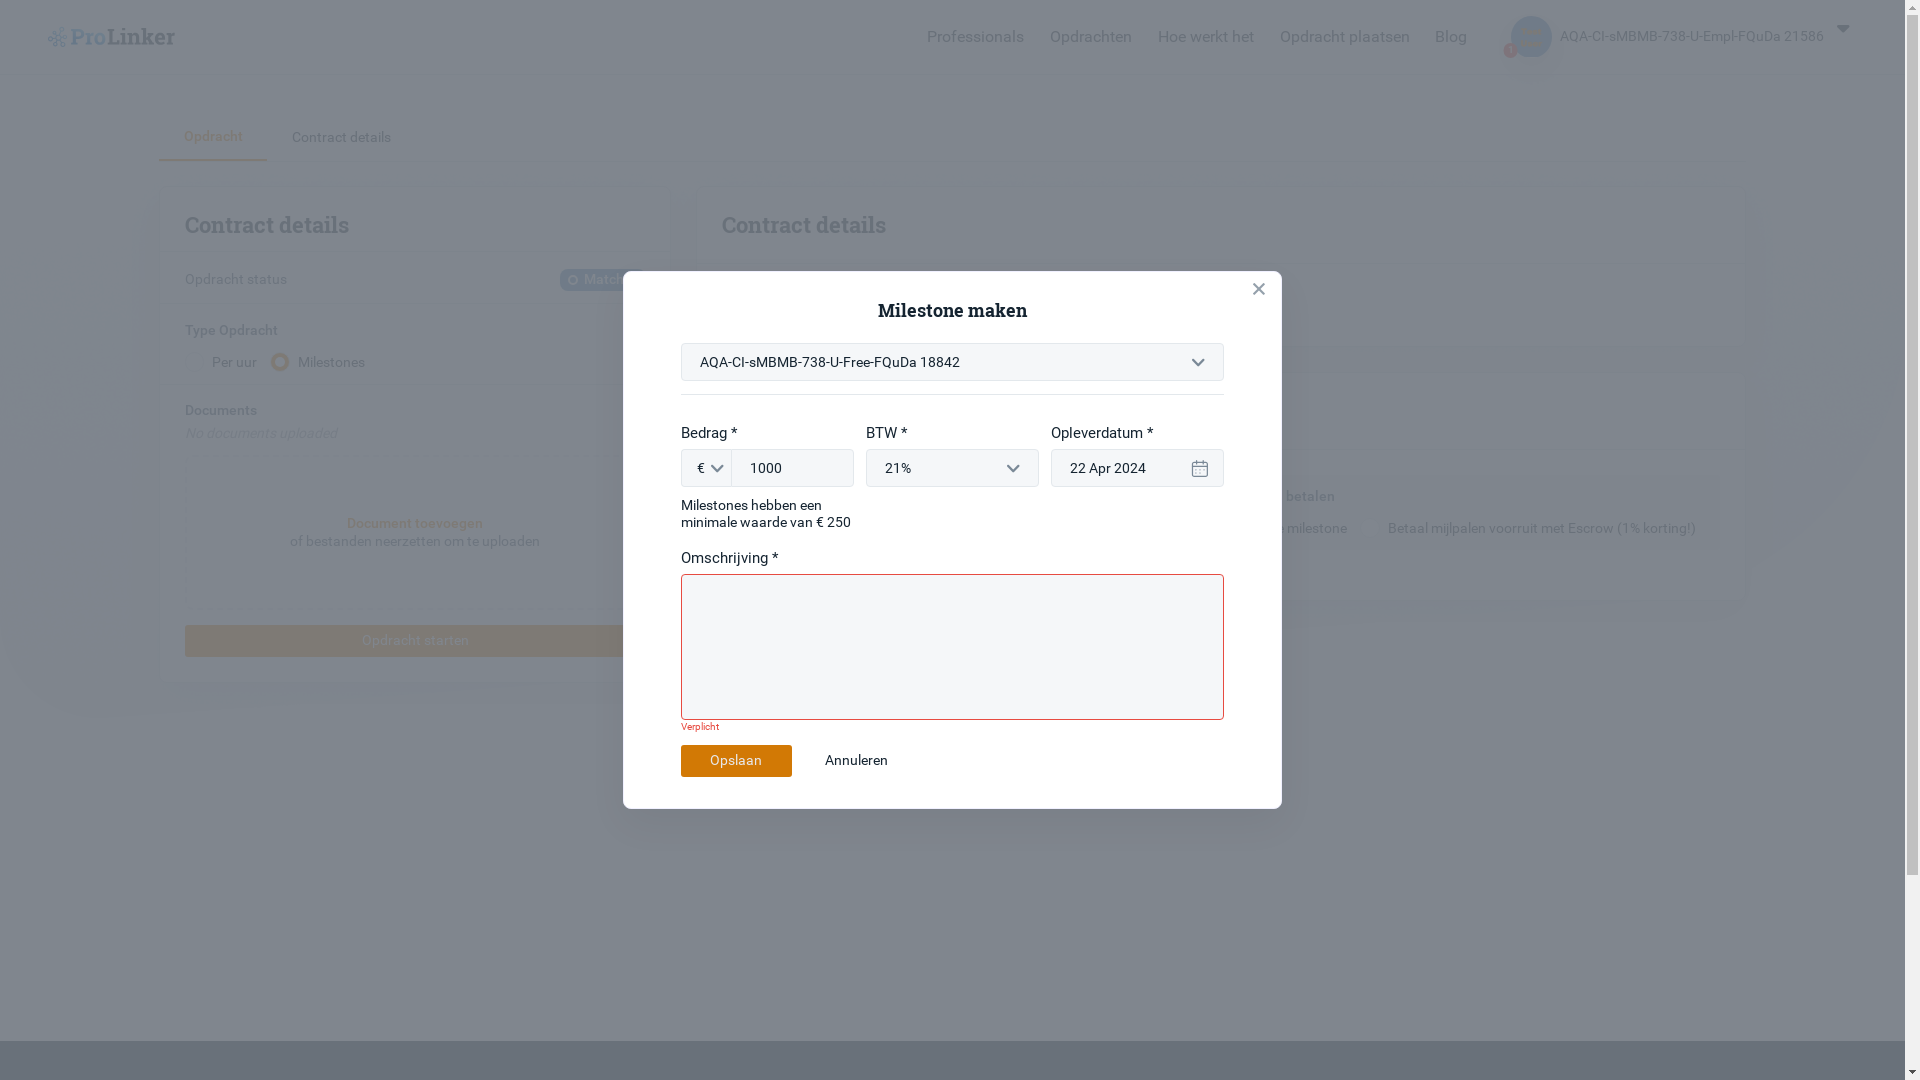 ProLinker
Professionals Opdrachten Hoe werkt het Opdracht plaatsen Blog
1
AQA-CI-sMBMB-738-U-Empl-FQuDa 21586
Opdracht Contract details
Contract details
Contract details
Opdracht status
Match
Type Opdracht
Per uur Milestones
Documents
No documents uploaded
Document toevoegen
of bestanden neerzetten om te uploaden
Opdracht starten
betalen
milestone Betaal mijlpalen vooruit met Escrow (1% korting!)
Milestone maken
AQA-CI-sMBMB-738-U-Free-FQuDa 18842
Bedrag * BTW * Opleverdatum *
€ 1000 21% 22 Apr 2024
Milestones hebben een
minimale waarde van € 250
Omschrijving *
Verplicht
Opslaan Annuleren